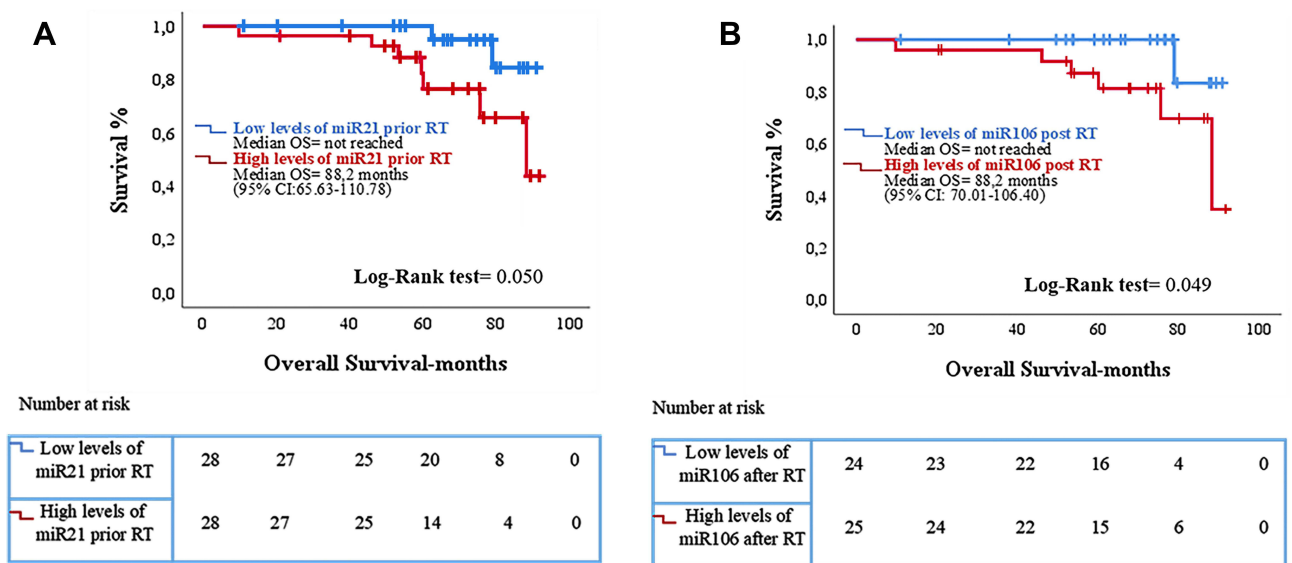 A
Survival %
1,0
0,8
0,6
0,4
0,2
0,0
Low levels of miR21 prior RT
Median OS= not reached
High levels of miR21 prior RT
Median OS= 88,2 months
(95% CI:65.63-110.78)
Log-Rank test= 0.050
0 20 40 60 80 100
Overall Survival-months
Number at risk
Low levels of
miR21 prior RT
28 27 25 20 8 0
High levels of
miR21 prior RT
28 27 25 14 4 0
B
Survival %
1,0
0,8
0,6
0,4
0,2
0,0
Low levels of miR106 post RT
Median OS= not reached
High levels of miR106 post RT
Median OS= 88,2 months
(95% CI: 70.01-106.40)
Log-Rank test= 0.049
0 20 40 60 80 100
Overall Survival-months
Number at risk
Low levels of
miR106 after RT
24 23 22 16 4 0
High levels of
miR106 after RT
25 24 22 15 6 0